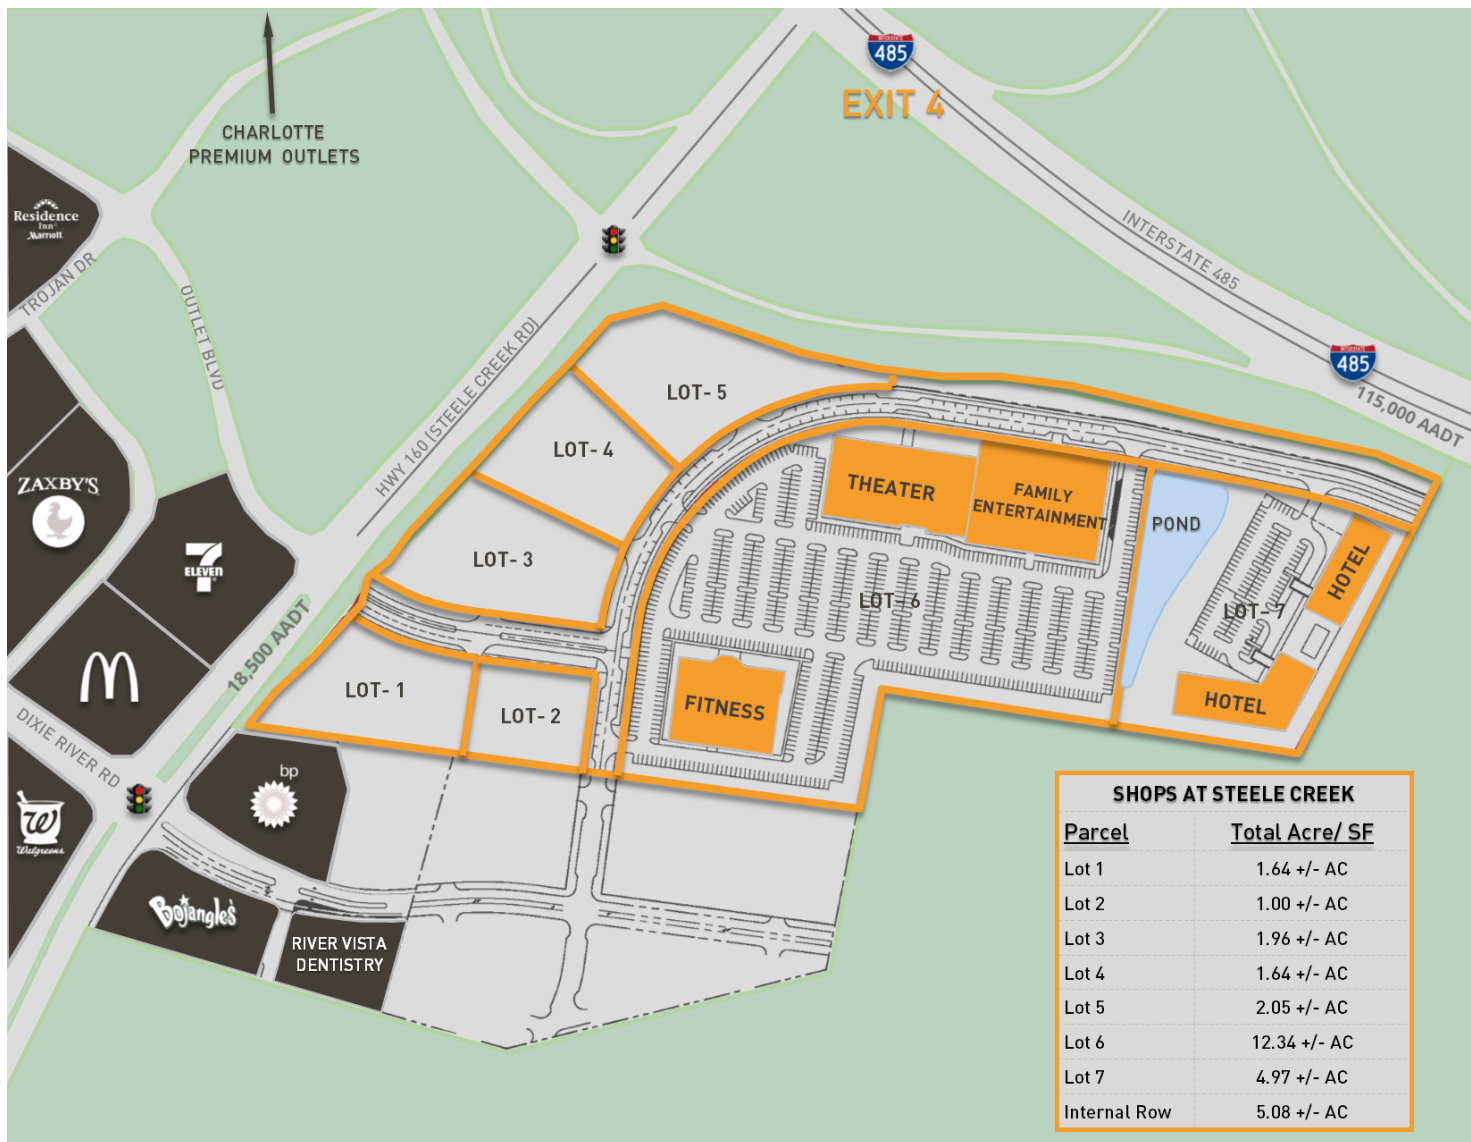 INTERSTATE
485
EXIT 4
CHARLOTTE
PREMIUM OUTLETS
Residence
Inn
Marriott
TROJAN DR
OUTLET BLVD
HWY 160 (STEELE CREEK RD)
INTERSTATE 485
INTERSTATE
485
115,000 AADT
LOT- 5
LOT- 4
LOT- 3
THEATER
FAMILY
ENTERTAINMENT
POND
HOTEL
LOT- 6
LOT- 7
ZAXBY'S
7
ELEVEN
M
18,500 AADT
LOT- 1
LOT- 2
FITNESS
HOTEL
DIXIE RIVER RD
bp
W
Walgreens
Bojangles'
RIVER VISTA
DENTISTRY
SHOPS AT STEELE CREEK
Parcel Total Acre/ SF
Lot 1 1.64 +/- AC
Lot 2 1.00 +/- AC
Lot 3 1.96 +/- AC
Lot 4 1.64 +/- AC
Lot 5 2.05 +/- AC
Lot 6 12.34 +/- AC
Lot 7 4.97 +/- AC
Internal Row 5.08 +/- AC